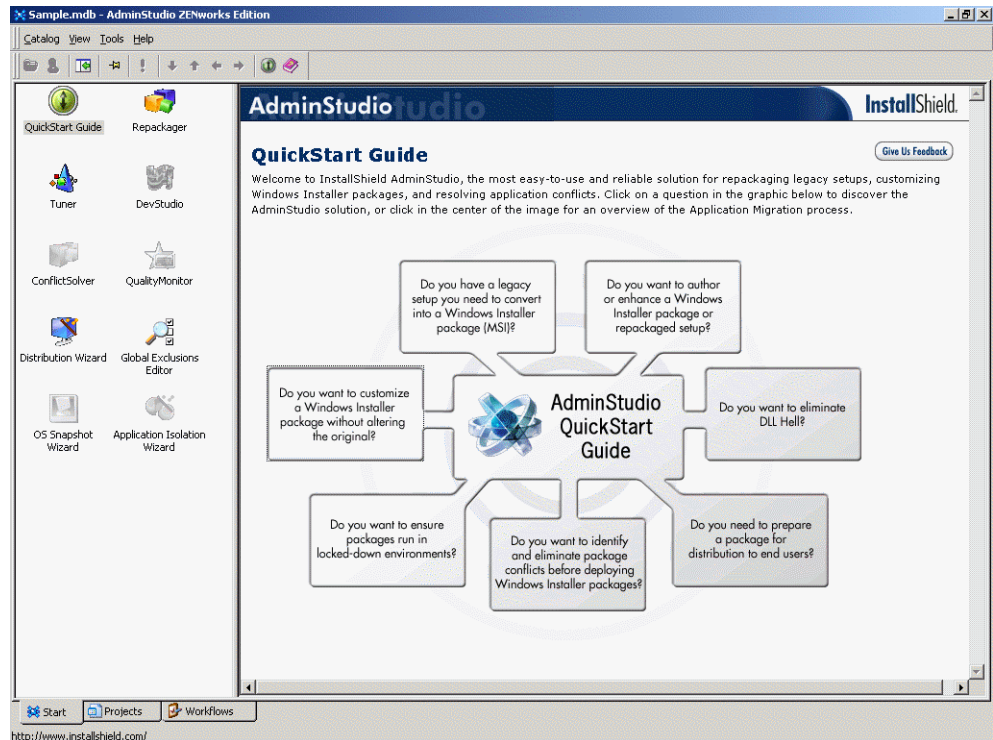 Sample.mdb - AdminStudio ZENworks Edition
Catalog View Tools Help
QuickStart Guide
Repackager
Tuner
DevStudio
ConflictSolver
QualityMonitor
Distribution Wizard
Global Exclusions
Editor
OS Snapshot
Wizard
Application Isolation
Wizard
AdminStudio
InstallShield.
QuickStart Guide
Give Us Feedback
Welcome to InstallShield AdminStudio, the most easy-to-use and reliable solution for repackaging legacy setups, customizing
Windows Installer packages, and resolving application conflicts. Click on a question in the graphic below to discover the
AdminStudio solution, or click in the center of the image for an overview of the Application Migration process.
Do you have a legacy
setup you need to convert
into a Windows Installer
package (MSI)?
Do you want to author
or enhance a Windows
Installer package or
repackaged setup?
Do you want to customize
a Windows Installer
package without altering
the original?
AdminStudio
QuickStart
Guide
Do you want to eliminate
DLL Hell?
Do you want to ensure
packages run in
locked-down environments?
Do you want to identify
and eliminate package
conflicts before deploying
Windows Installer packages?
Do you need to prepare
a package for
distribution to end users?
Start
Projects
Workflows
http://www.installshield.com/